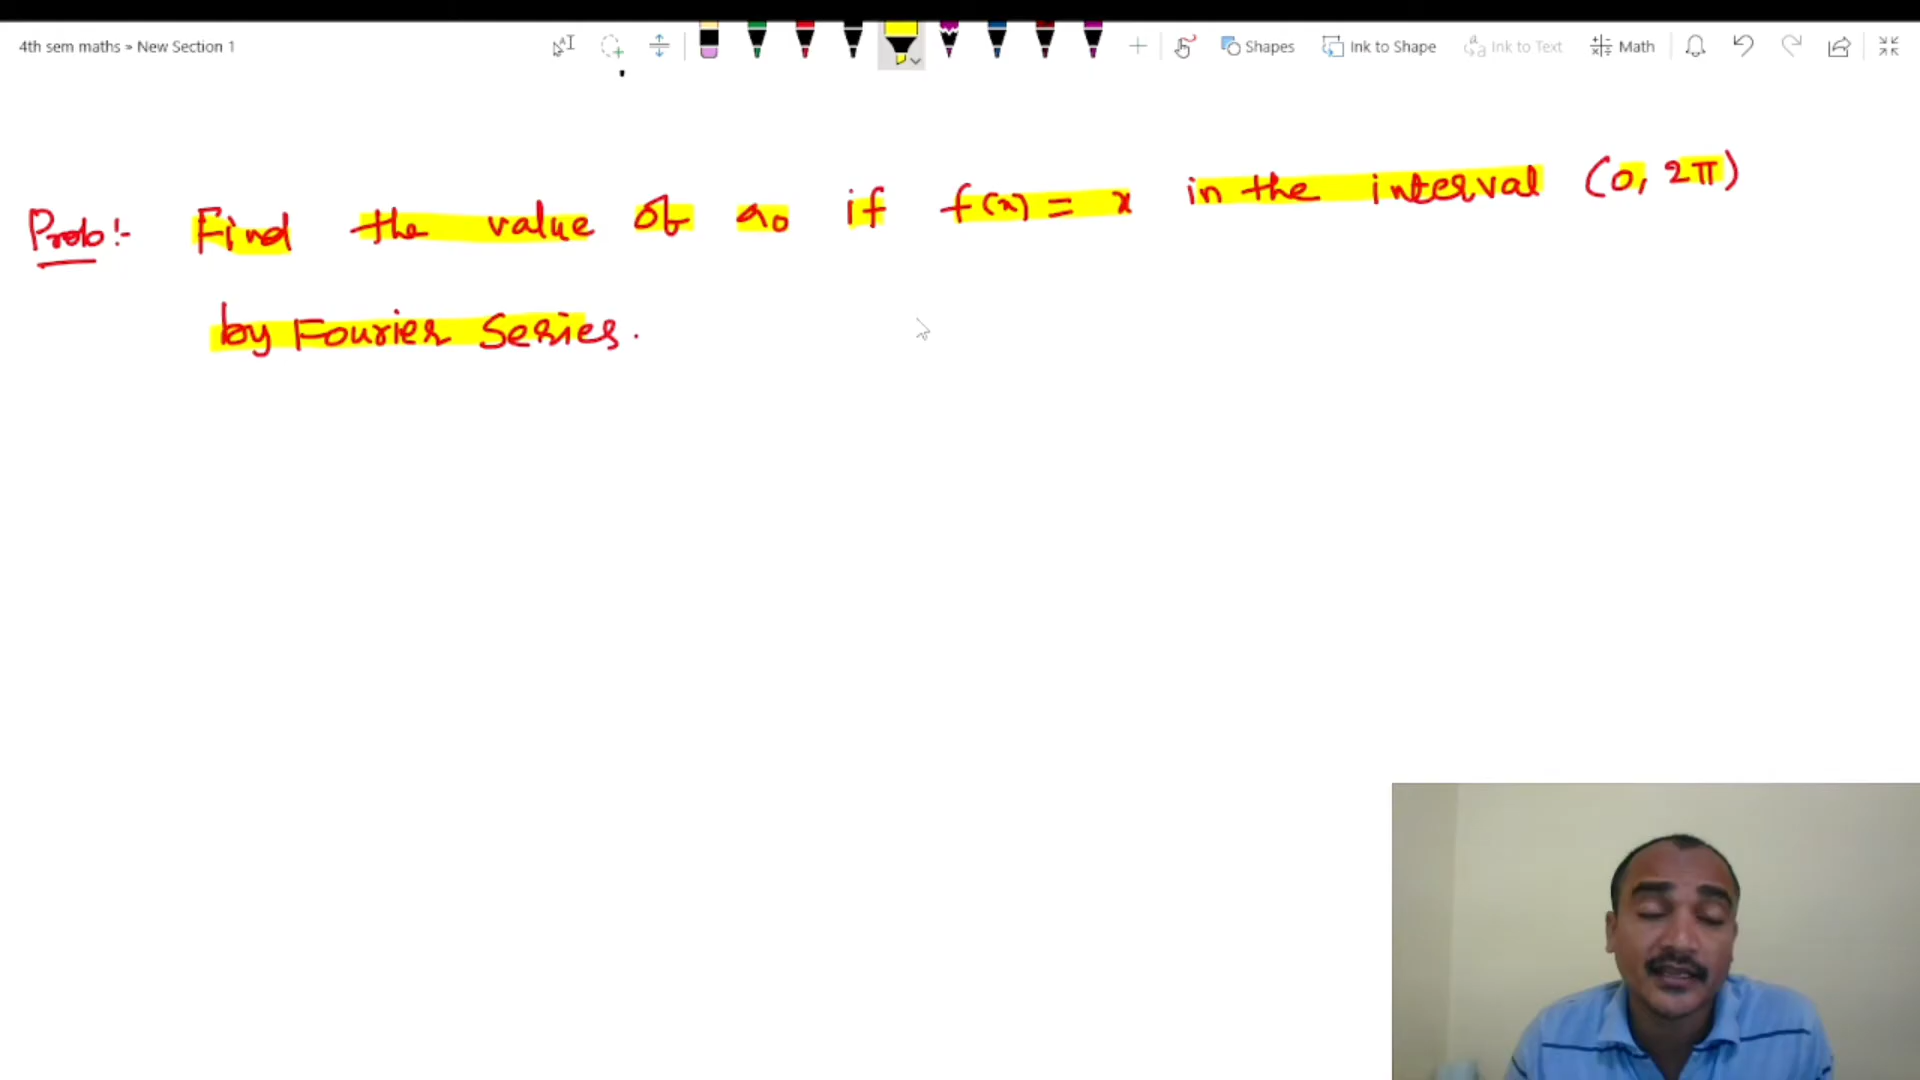 4th sem maths » New Section 1
Shapes
Ink to Shape
Ink to Text
Math
Prob:- Find the value of a₀ if f(x) = x in the interval (0, 2π)
by Fourier Series.